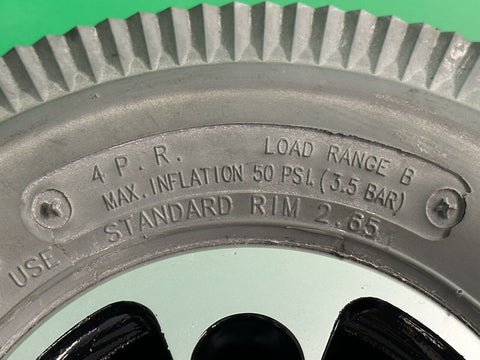 4 P.R. LOAD RANGE B
MAX. INFLATION 50 PSI. (3.5 BAR)
USE STANDARD RIM 2.65